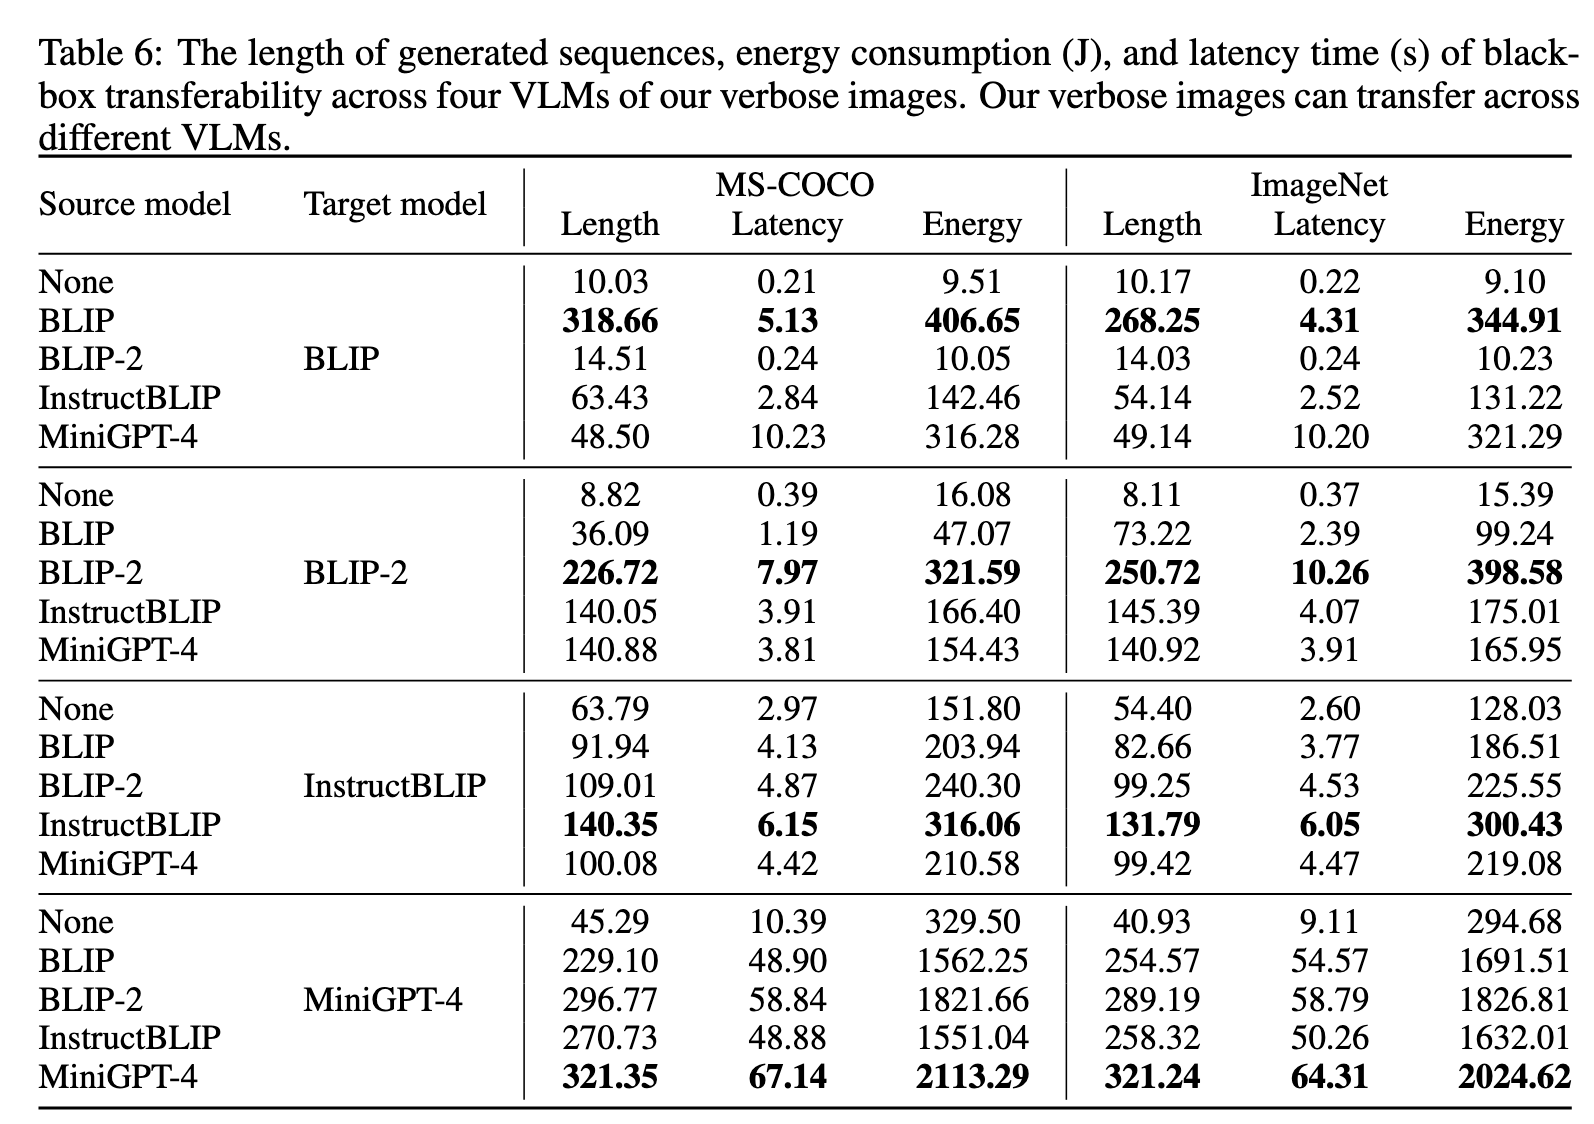 Table 6: The length of generated sequences, energy consumption (J), and latency time (s) of black-
box transferability across four VLMs of our verbose images. Our verbose images can transfer across
different VLMs.
Source model Target model MS-COCO ImageNet
Length Latency Energy Length Latency Energy
None 10.03 0.21 9.51 10.17 0.22 9.10
BLIP 318.66 5.13 406.65 268.25 4.31 344.91
BLIP-2 BLIP 14.51 0.24 10.05 14.03 0.24 10.23
InstructBLIP 63.43 2.84 142.46 54.14 2.52 131.22
MiniGPT-4 48.50 10.23 316.28 49.14 10.20 321.29
None 8.82 0.39 16.08 8.11 0.37 15.39
BLIP 36.09 1.19 47.07 73.22 2.39 99.24
BLIP-2 BLIP-2 226.72 7.97 321.59 250.72 10.26 398.58
InstructBLIP 140.05 3.91 166.40 145.39 4.07 175.01
MiniGPT-4 140.88 3.81 154.43 140.92 3.91 165.95
None 63.79 2.97 151.80 54.40 2.60 128.03
BLIP 91.94 4.13 203.94 82.66 3.77 186.51
BLIP-2 InstructBLIP 109.01 4.87 240.30 99.25 4.53 225.55
InstructBLIP 140.35 6.15 316.06 131.79 6.05 300.43
MiniGPT-4 100.08 4.42 210.58 99.42 4.47 219.08
None 45.29 10.39 329.50 40.93 9.11 294.68
BLIP 229.10 48.90 1562.25 254.57 54.57 1691.51
BLIP-2 MiniGPT-4 296.77 58.84 1821.66 289.19 58.79 1826.81
InstructBLIP 270.73 48.88 1551.04 258.32 50.26 1632.01
MiniGPT-4 321.35 67.14 2113.29 321.24 64.31 2024.62